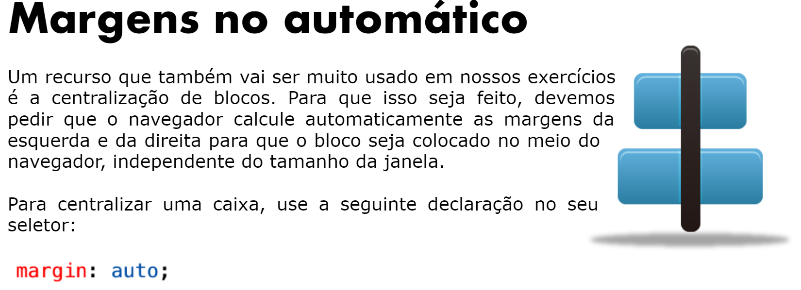 Margens no automático
Um recurso que também vai ser muito usado em nossos exercícios
é a centralização de blocos. Para que isso seja feito, devemos
pedir que o navegador calcule automaticamente as margens da
esquerda e da direita para que o bloco seja colocado no meio do
navegador, independente do tamanho da janela.
Para centralizar uma caixa, use a seguinte declaração no seu
seletor:
margin: auto;